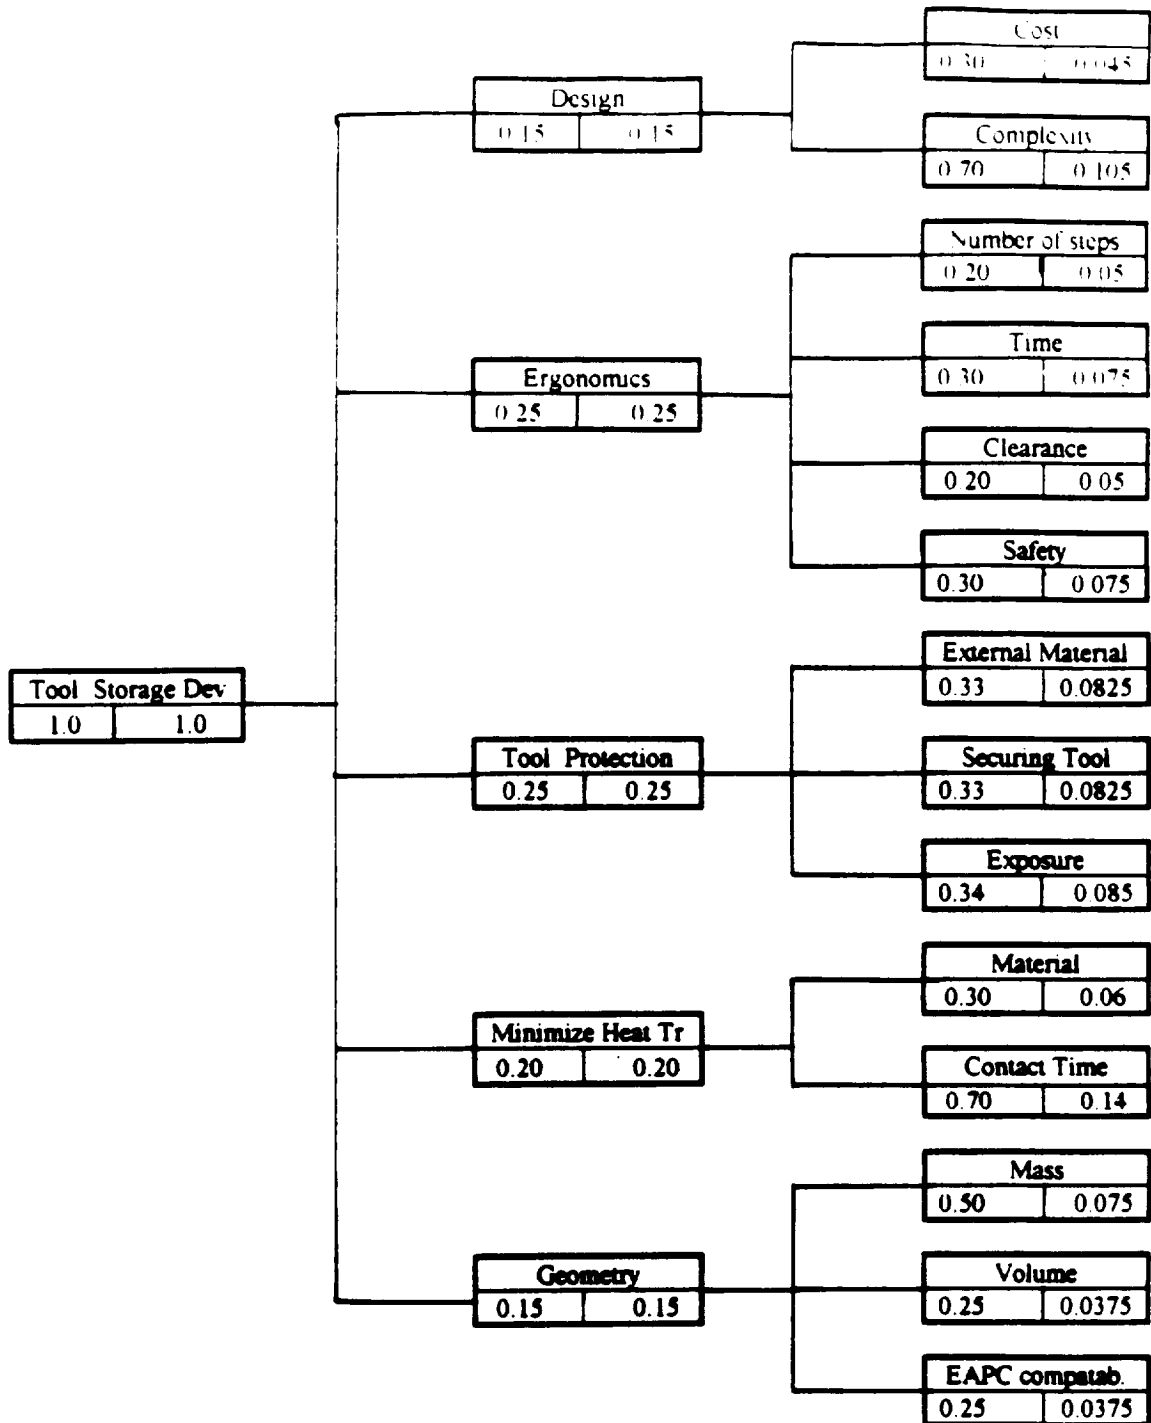 Cost
0.30 0.045
Design
0.15 0.15
Complexity
0.70 0.105
Number of steps
0.20 0.05
Time
0.30 0.075
Ergonomics
0.25 0.25
Clearance
0.20 0.05
Safety
0.30 0.075
External Material
0.33 0.0825
Tool Storage Dev
1.0 1.0
Tool Protection
0.25 0.25
Securing Tool
0.33 0.0825
Exposure
0.34 0.085
Material
0.30 0.06
Minimize Heat Tr
0.20 0.20
Contact Time
0.70 0.14
Mass
0.50 0.075
Geometry
0.15 0.15
Volume
0.25 0.0375
EAPC compatab.
0.25 0.0375